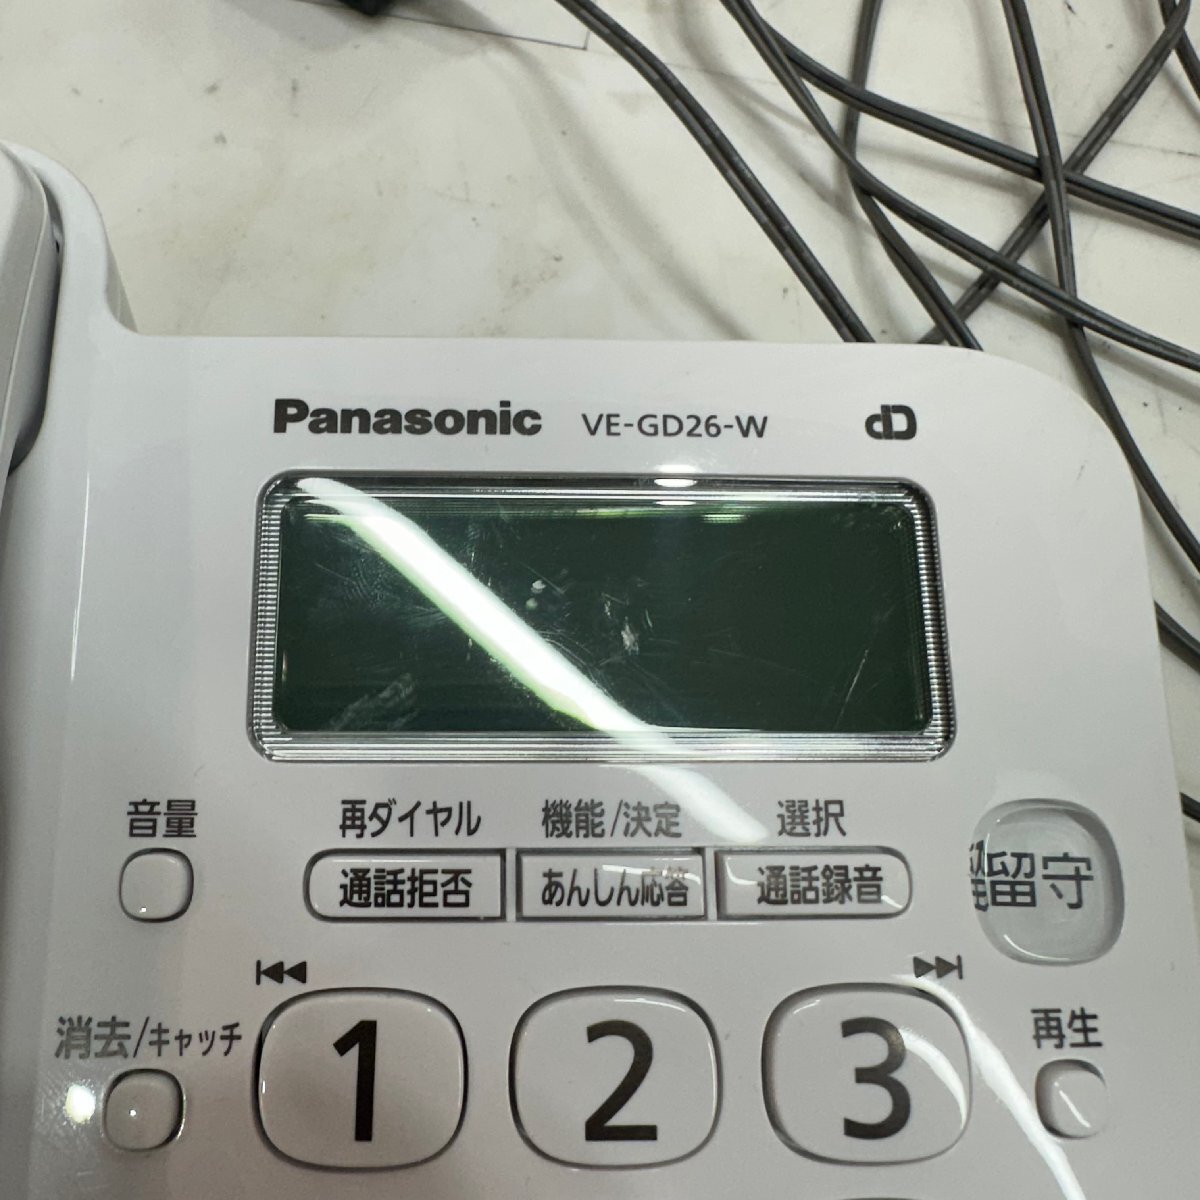 Panasonic VE-GD26-W
音量 再ダイヤル 機能/決定 選択
通話拒否 あんしん応答 通話録音 留守
消去/キャッチ 1 2 3 再生